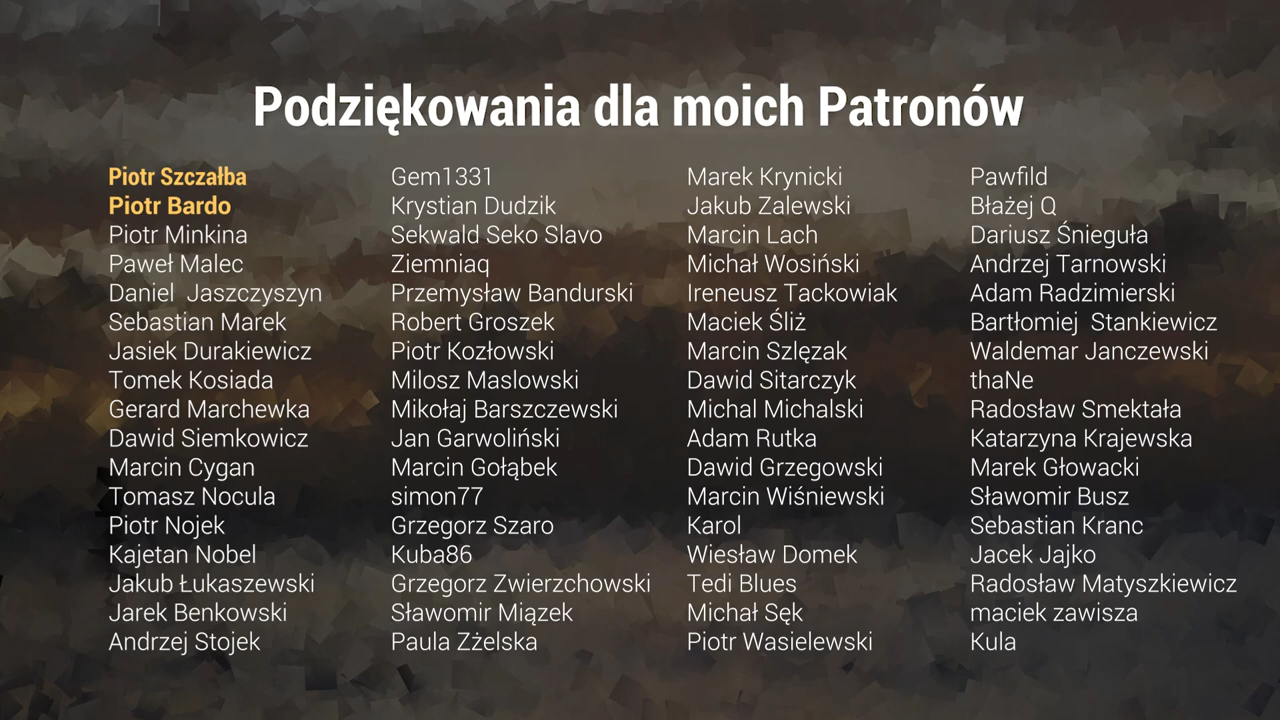 Podziękowania dla moich Patronów
Piotr Szczałba
Piotr Bardo
Piotr Minkina
Paweł Malec
Daniel  Jaszczyszyn
Sebastian Marek
Jasiek Durakiewicz
Tomek Kosiada
Gerard Marchewka
Dawid Siemkowicz
Marcin Cygan
Tomasz Nocula
Piotr Nojek
Kajetan Nobel
Jakub Łukaszewski
Jarek Benkowski
Andrzej Stojek
Gem1331
Krystian Dudzik
Sekwald Seko Slavo
Ziemniaq
Przemysław Bandurski
Robert Groszek
Piotr Kozłowski
Milosz Maslowski
Mikołaj Barszczewski
Jan Garwoliński
Marcin Gołąbek
simon77
Grzegorz Szaro
Kuba86
Grzegorz Zwierzchowski
Sławomir Miązek
Paula Zżelska
Marek Krynicki
Jakub Zalewski
Marcin Lach
Michał Wosiński
Ireneusz Tackowiak
Maciek Śliż
Marcin Szlęzak
Dawid Sitarczyk
Michal Michalski
Adam Rutka
Dawid Grzegowski
Marcin Wiśniewski
Karol
Wiesław Domek
Tedi Blues
Michał Sęk
Piotr Wasielewski
Pawfild
Błażej Q
Dariusz Śnieguła
Andrzej Tarnowski
Adam Radzimierski
Bartłomiej  Stankiewicz
Waldemar Janczewski
thaNe
Radosław Smektała
Katarzyna Krajewska
Marek Głowacki
Sławomir Busz
Sebastian Kranc
Jacek Jajko
Radosław Matyszkiewicz
maciek zawisza
Kula